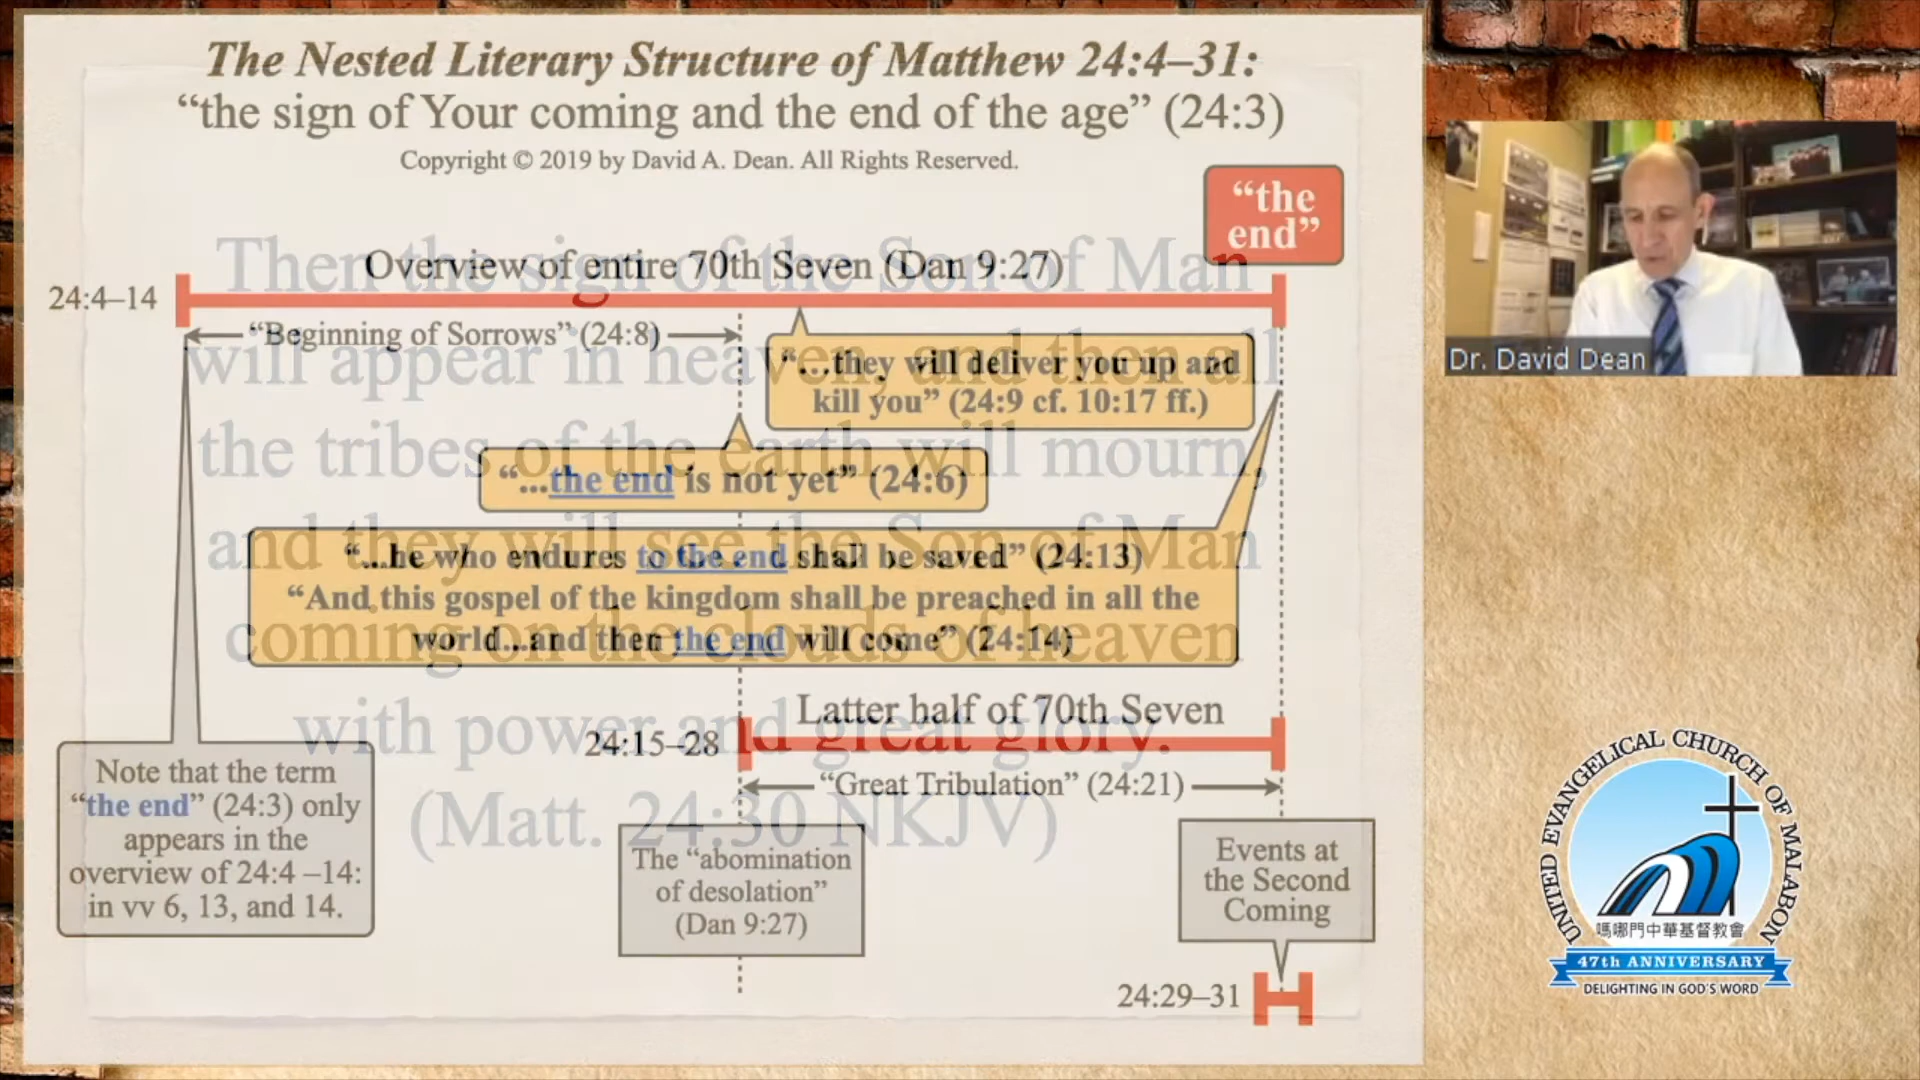 The Nested Literary Structure of Matthew 24:4–31:
“the sign of Your coming and the end of the age” (24:3)
Copyright © 2019 by David A. Dean. All Rights Reserved.
“the
end”
Overview of entire 70th Seven (Dan 9:27)
24:4–14
“Beginning of Sorrows” (24:8)
“…they will deliver you up and
kill you” (24:9 cf. 10:17 ff.)
“…the end is not yet” (24:6)
“...he who endures to the end shall be saved” (24:13)
“And this gospel of the kingdom shall be preached in all the
world...and then the end will come” (24:14)
Latter half of 70th Seven
24:15–28
“Great Tribulation” (24:21)
Note that the term
“the end” (24:3) only
appears in the
overview of 24:4 –14:
in vv 6, 13, and 14.
The “abomination
of desolation”
(Dan 9:27)
Events at
the Second
Coming
24:29–31
Then the sign of the Son of Man
will appear in heaven, and then all
the tribes of the earth will mourn,
and they will see the Son of Man
coming on the clouds of heaven
with power and great glory.
(Matt. 24:30 NKJV)
Dr. David Dean
UNITED EVANGELICAL CHURCH OF MALABON
嗎哪門中華基督教會
47th ANNIVERSARY
DELIGHTING IN GOD'S WORD